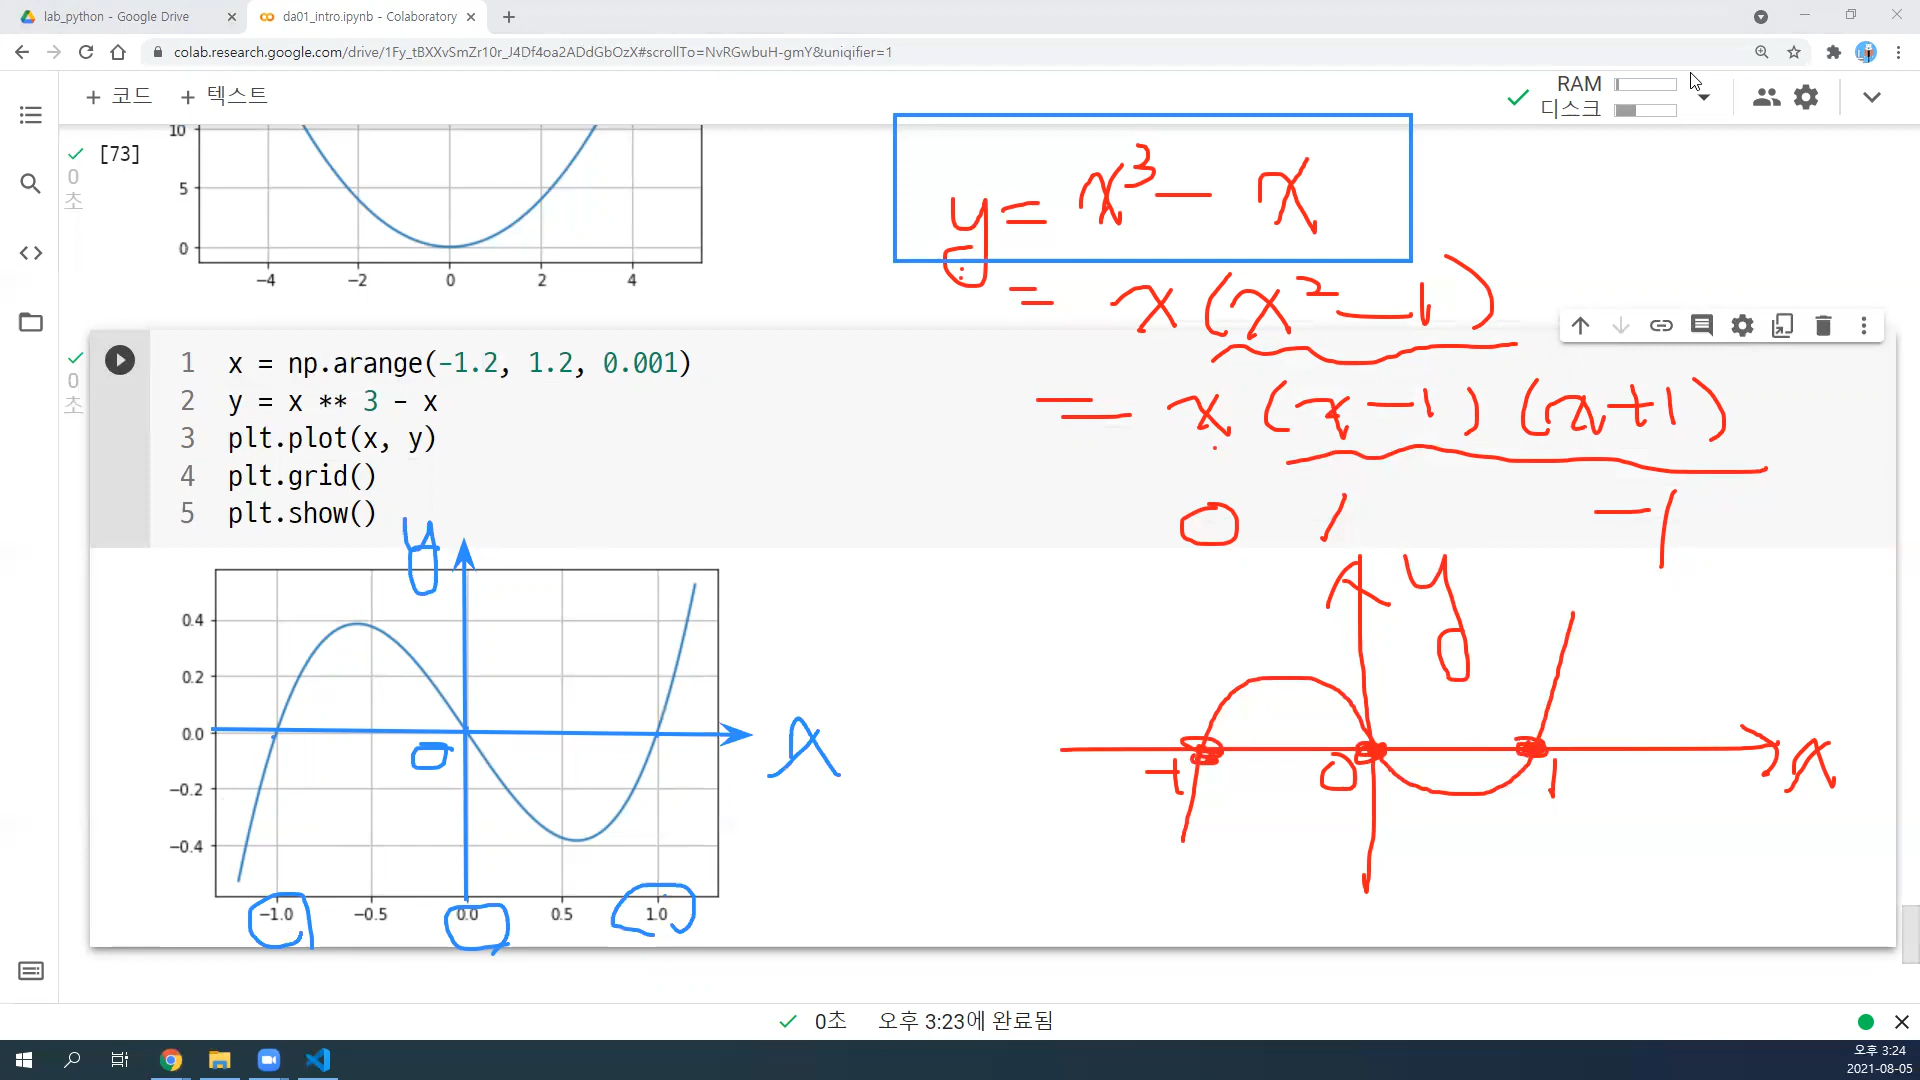 lab_python - Google Drive
da01_intro.ipynb - Colaboratory
colab.research.google.com/drive/1Fy_tBXXvSmZr10r_J4Df4oa2ADdGbOzX#scrollTo=NvRGwbuH-gmY&uniqifier=1
+ 코드 + 텍스트
RAM
디스크
[73]
0
초
10
5
0
−4 −2 0 2 4
y = x³ − x
= x(x² − 1)
= x(x−1)(x+1)
0 1 −1
0
초
1 x = np.arange(-1.2, 1.2, 0.001)
2 y = x ** 3 - x
3 plt.plot(x, y)
4 plt.grid()
5 plt.show()
y
0.4
0.2
0.0
−0.2
−0.4
0
x
−1.0 −0.5 0.0 0.5 1.0
y
−1 0 1 x
0초 오후 3:23에 완료됨
오후 3:24
2021-08-05